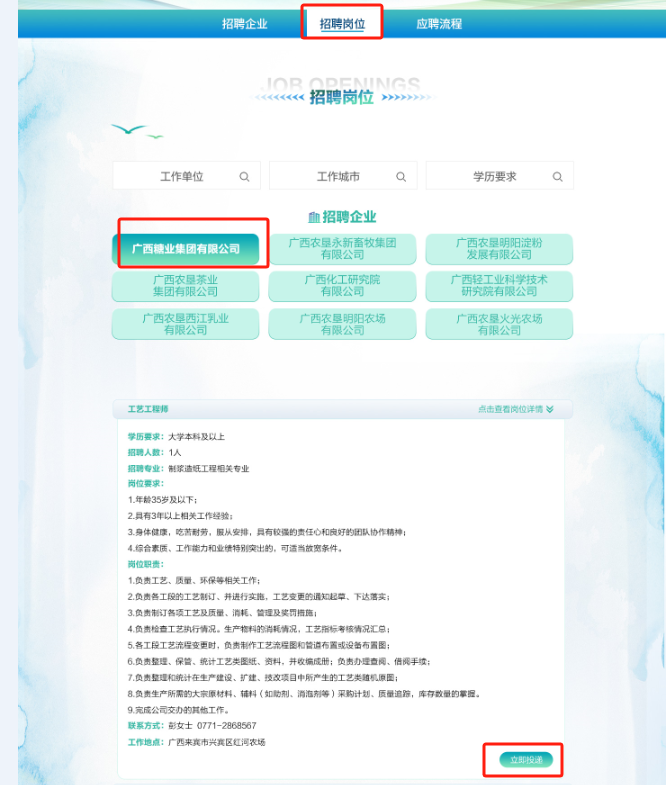 招聘企业
招聘岗位
应聘流程
JOB OPENINGS
招聘岗位
工作单位
工作城市
学历要求
招聘企业
广西糖业集团有限公司
广西农垦永新畜牧集团
有限公司
广西农垦明阳淀粉
发展有限公司
广西农垦茶业
集团有限公司
广西化工研究院
有限公司
广西轻工业科学技术
研究院有限公司
广西农垦西江乳业
有限公司
广西农垦明阳农场
有限公司
广西农垦火光农场
有限公司
工艺工程师
点击查看岗位详情
学历要求：大学本科及以上
招聘人数：1人
招聘专业：制浆造纸工程相关专业
岗位要求：
1.年龄35岁及以下；
2.具有3年以上相关工作经验；
3.身体健康，吃苦耐劳，服从安排，具有较强的责任心和良好的团队协作精神；
4.综合素质、工作能力和业绩特别突出的，可适当放宽条件。
岗位职责：
1.负责工艺、质量、环保等相关工作；
2.负责各工段的工艺制订、并进行实施，工艺变更的通知起草、下达落实；
3.负责制订各项工艺及质量、消耗、管理及奖罚措施；
4.负责检查工艺执行情况。生产物料的消耗情况，工艺指标考核情况汇总；
5.各工段工艺流程变更时，负责制作工艺流程图和管道布置或设备布置图；
6.负责整理、保管、统计工艺类图纸、资料，并收编成册；负责办理查阅、借阅手续；
7.负责整理和统计在生产建设、扩建、技改项目中所产生的工艺类随机原图；
8.负责生产所需的大宗原材料、辅料（如助剂、消泡剂等）采购计划、质量追踪，库存数量的掌握。
9.完成公司交办的其他工作。
联系方式：彭女士 0771-2868567
工作地点：广西来宾市兴宾区红河农场
立即投递